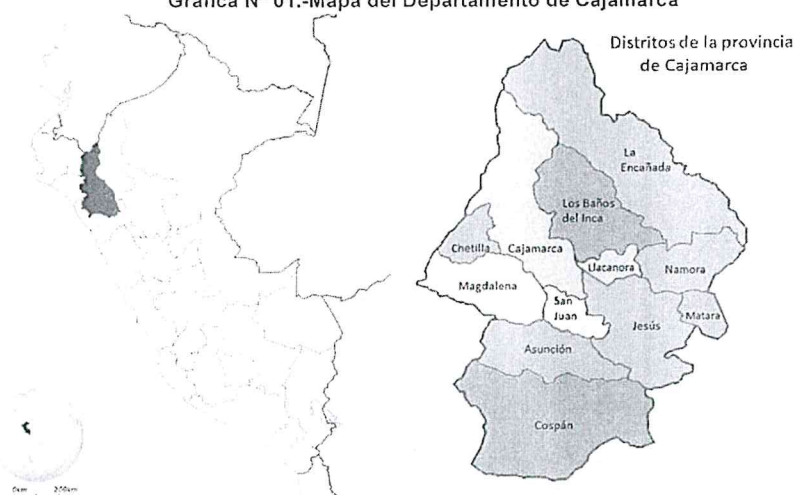 Gráfica N° 01.-Mapa del Departamento de Cajamarca
Distritos de la provincia
de Cajamarca
La
Encañada
Los Baños
del Inca
Chetilla
Cajamarca
Llacanora
Namora
Magdalena
San
Juan
Jesús
Matara
Asunción
Cospán
0km